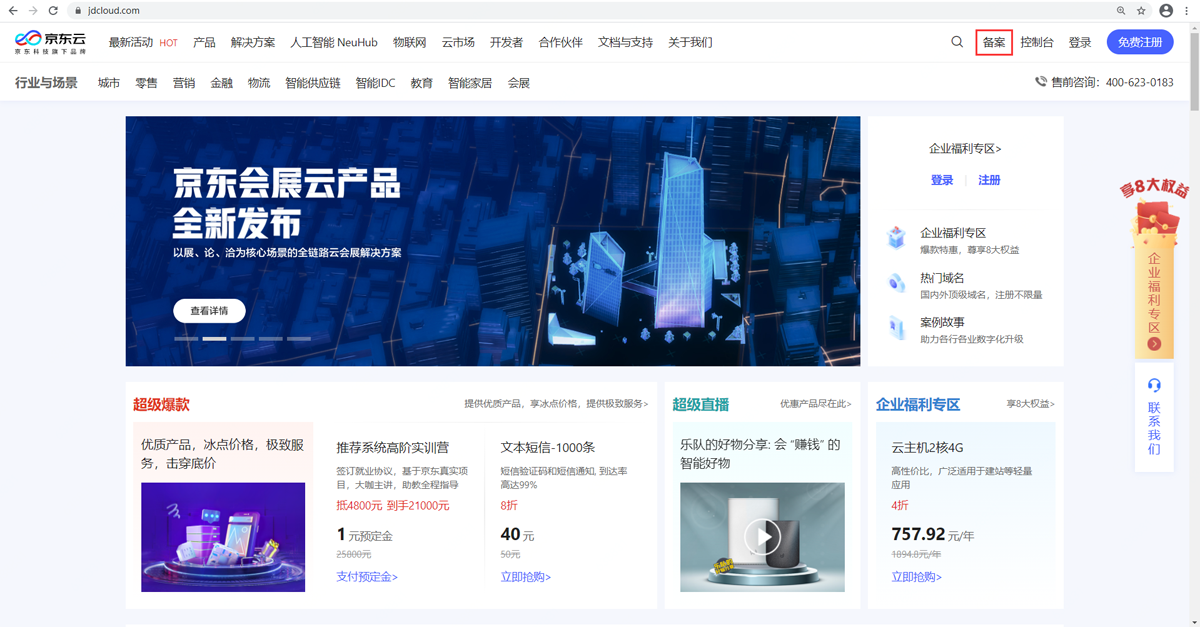 jdcloud.com
京东云
京东科技旗下品牌
最新活动 HOT 产品 解决方案 人工智能 NeuHub 物联网 云市场 开发者 合作伙伴 文档与支持 关于我们 备案 控制台 登录 免费注册
行业与场景 城市 零售 营销 金融 物流 智能供应链 智能IDC 教育 智能家居 会展 售前咨询：400-623-0183
京东会展云产品
全新发布
以展、论、洽为核心场景的全链路云会展解决方案
查看详情
企业福利专区>
登录 注册
企业福利专区
爆款特惠，尊享8大权益
热门域名
国内外顶级域名，注册不限量
案例故事
助力各行各业数字化升级
享8大权益
企业福利专区
联系我们
超级爆款 提供优质产品，享冰点价格，提供极致服务>
优质产品，冰点价格，极致服
务，击穿底价
推荐系统高阶实训营
签订就业协议，基于京东真实项
目，大咖主讲，助教全程指导
抵4800元 到手21000元
1 元预定金
25800元
支付预定金>
文本短信-1000条
短信验证码和短信通知, 到达率
高达99%
8折
40 元
50元
立即抢购>
超级直播 优惠产品尽在此>
乐队的好物分享: 会 “赚钱” 的
智能好物
企业福利专区 享8大权益>
云主机2核4G
高性价比，广泛适用于建站等轻量
应用
4折
757.92 元/年
1894.8元/年
立即抢购>